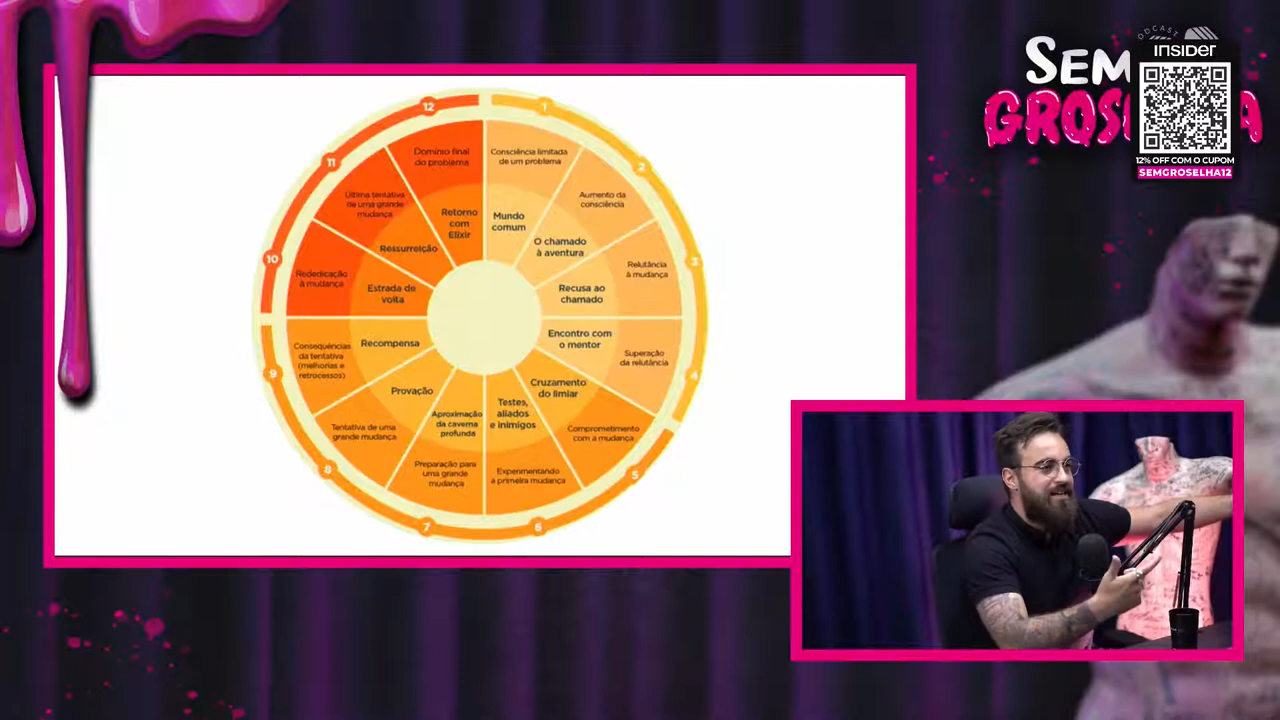 12
1
2
3
4
5
6
7
8
9
10
11
Domínio final
do problema
Consciência limitada
de um problema
Aumento da
consciência
Relutância
à mudança
Superação
da relutância
Comprometimento
com a mudança
Experimentando
a primeira mudança
Preparação para
uma grande
mudança
Tentativa de uma
grande mudança
Consequências
da tentativa
(melhorias e
retrocessos)
Rededicação
à mudança
Última tentativa
de uma grande
mudança
Retorno
com
Elixir
Mundo
comum
O chamado
à aventura
Recusa ao
chamado
Encontro com
o mentor
Cruzamento
do limiar
Testes,
aliados
e inimigos
Aproximação
da caverna
profunda
Provação
Recompensa
Estrada de
volta
Ressurreição
ODCAST
SEM
GROS
A
INSIDER
12% OFF COM O CUPOM
SEMGROSELHA12